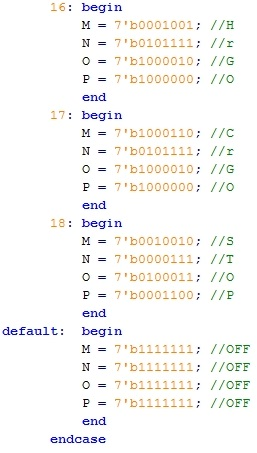 16: begin
M = 7'b0001001; //H
N = 7'b0101111; //r
O = 7'b1000010; //G
P = 7'b1000000; //O
end
17: begin
M = 7'b1000110; //C
N = 7'b0101111; //r
O = 7'b1000010; //G
P = 7'b1000000; //O
end
18: begin
M = 7'b0010010; //S
N = 7'b0000111; //T
O = 7'b0100011; //O
P = 7'b0001100; //P
end
default: begin
M = 7'b1111111; //OFF
N = 7'b1111111; //OFF
O = 7'b1111111; //OFF
P = 7'b1111111; //OFF
end
endcase